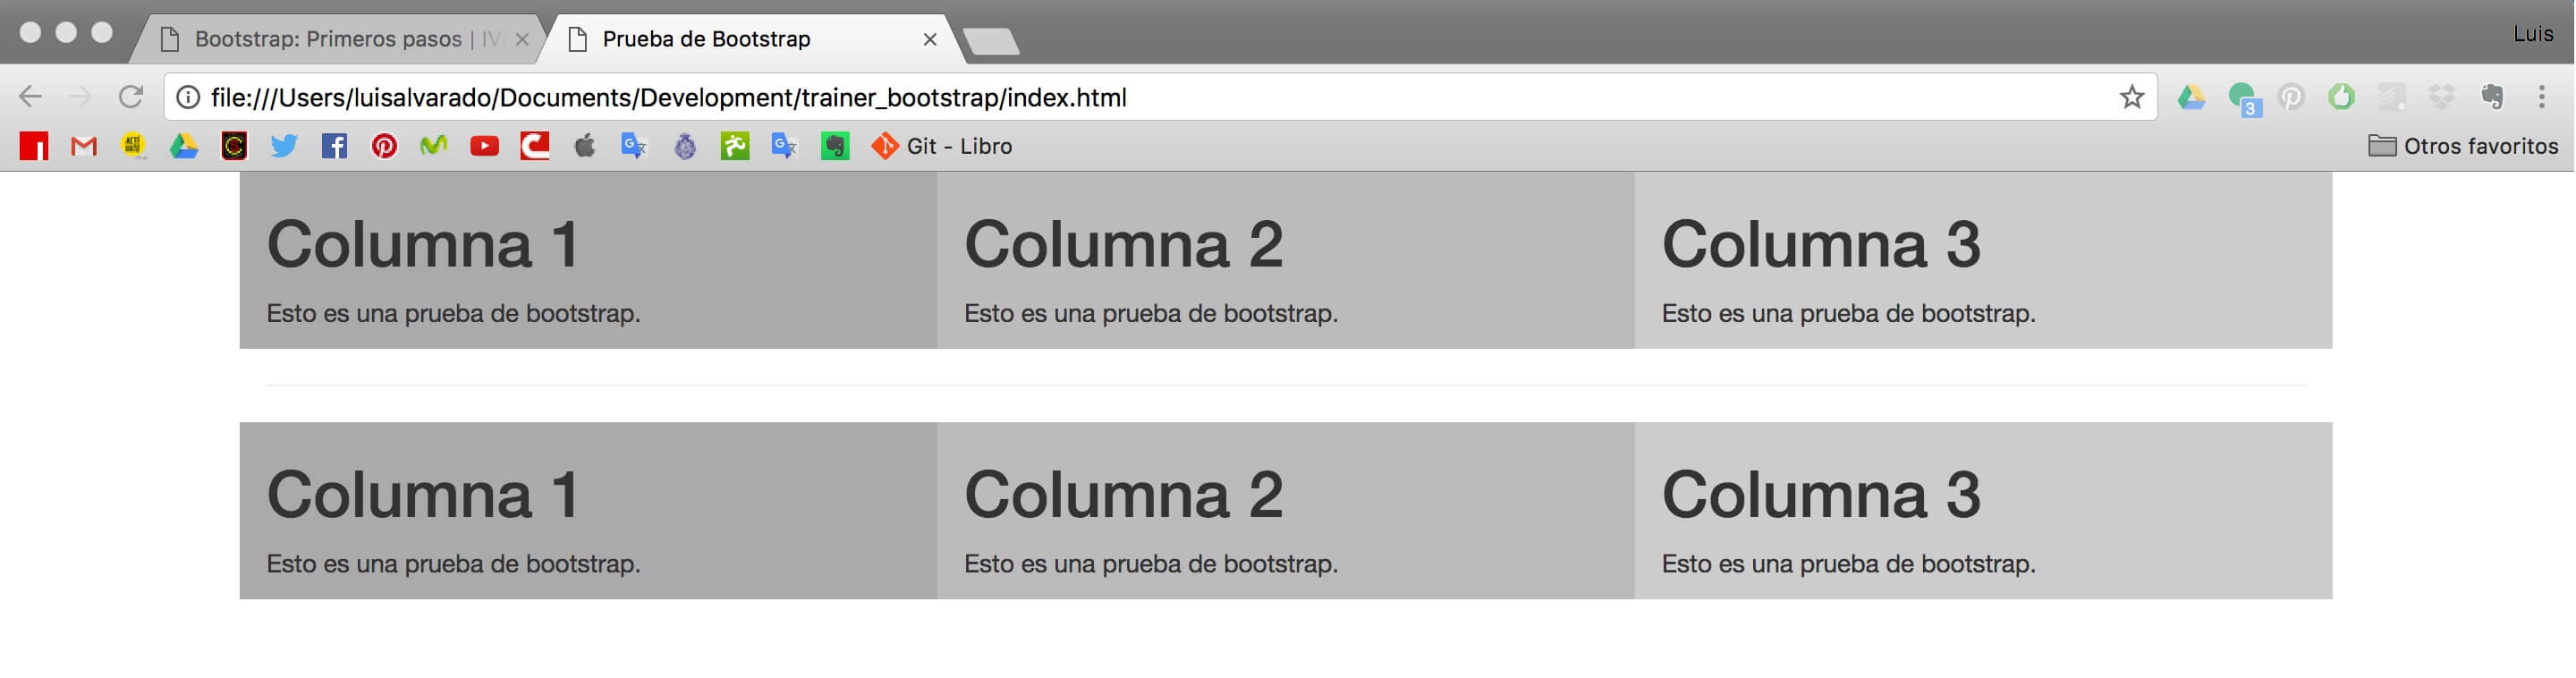 Bootstrap: Primeros pasos | IV
Prueba de Bootstrap
Luis
file:///Users/luisalvarado/Documents/Development/trainer_bootstrap/index.html
3
Git - Libro
Otros favoritos
Columna 1
Columna 2
Columna 3
Esto es una prueba de bootstrap.
Esto es una prueba de bootstrap.
Esto es una prueba de bootstrap.
Columna 1
Columna 2
Columna 3
Esto es una prueba de bootstrap.
Esto es una prueba de bootstrap.
Esto es una prueba de bootstrap.